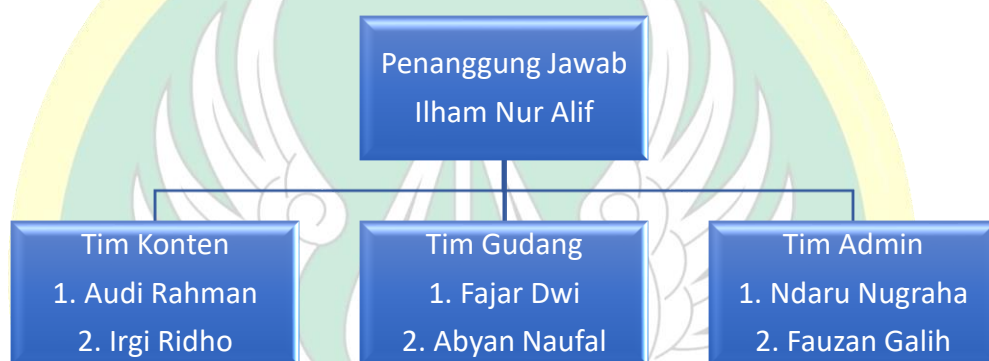 Penanggung Jawab
Ilham Nur Alif
Tim Konten
1. Audi Rahman
2. Irgi Ridho
Tim Gudang
1. Fajar Dwi
2. Abyan Naufal
Tim Admin
1. Ndaru Nugraha
2. Fauzan Galih